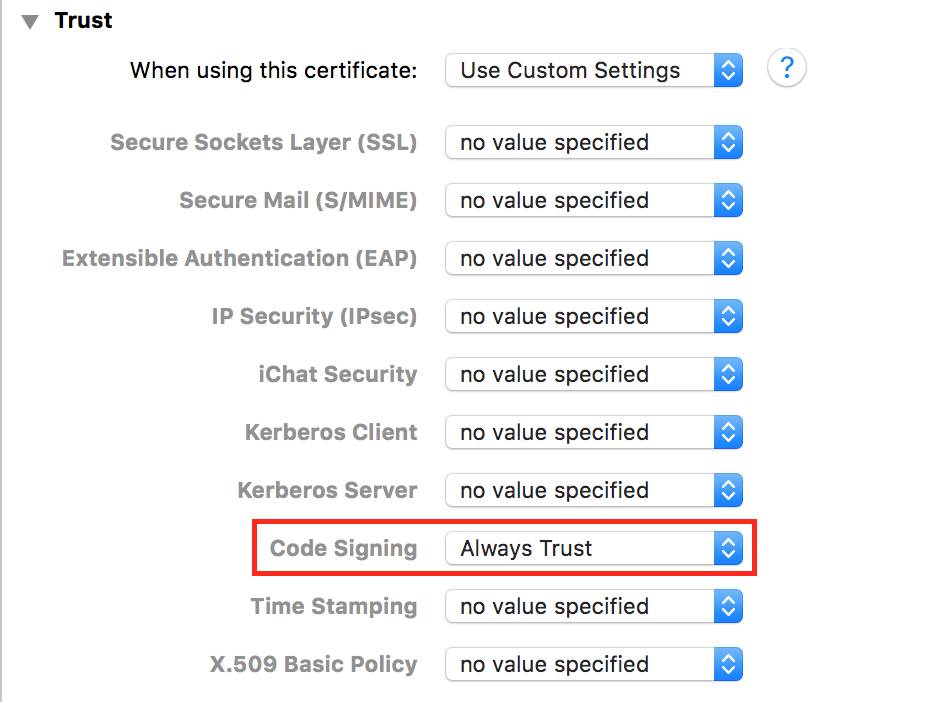 Trust
When using this certificate: Use Custom Settings ?
Secure Sockets Layer (SSL) no value specified
Secure Mail (S/MIME) no value specified
Extensible Authentication (EAP) no value specified
IP Security (IPsec) no value specified
iChat Security no value specified
Kerberos Client no value specified
Kerberos Server no value specified
Code Signing Always Trust
Time Stamping no value specified
X.509 Basic Policy no value specified